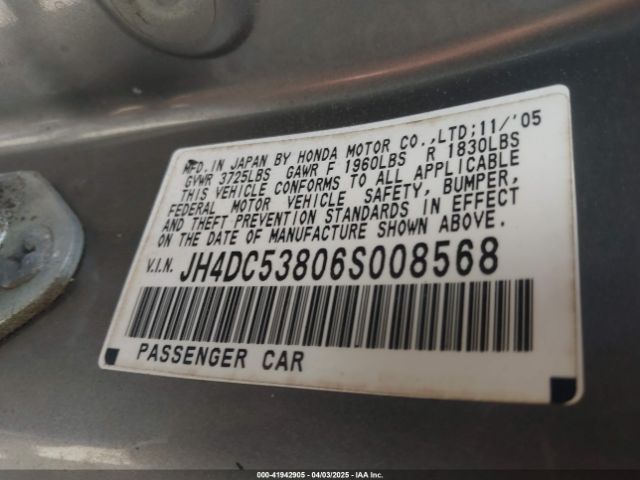 MFD. IN JAPAN BY HONDA MOTOR CO.,LTD;11/'05
GVWR 3725LBS GAWR F 1960LBS R 1830LBS
THIS VEHICLE CONFORMS TO ALL APPLICABLE
FEDERAL MOTOR VEHICLE SAFETY, BUMPER,
AND THEFT PREVENTION STANDARDS IN EFFECT
ON THE DATE OF MANUFACTURE SHOWN ABOVE.
V.I.N. JH4DC53806S008568
PASSENGER CAR
000-41942905 - 04/03/2025 - IAAI.COM